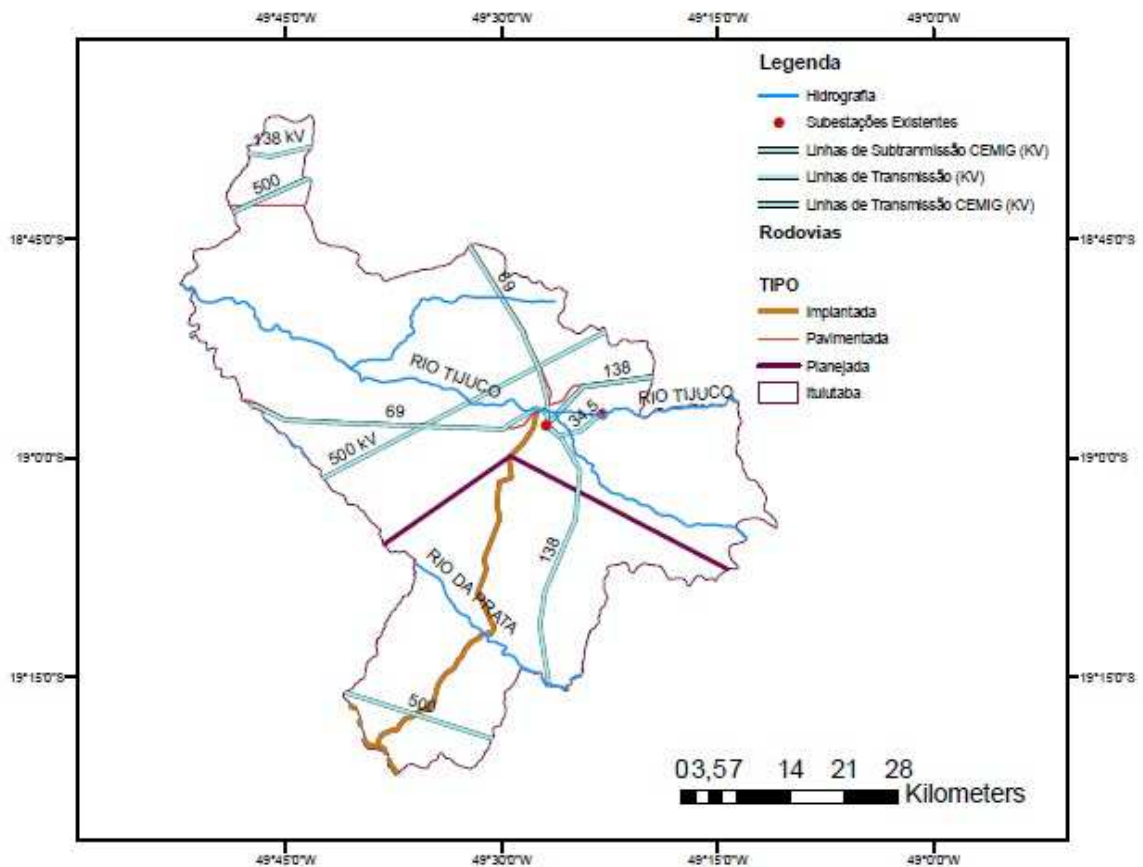 49°45'0"W 49°30'0"W 49°15'0"W 49°0'0"W
Legenda
Hidrografia
Subestações Existentes
Linhas de Subtranmissão CEMIG (KV)
Linhas de Transmissão (KV)
Linhas de Transmissão CEMIG (KV)
Rodovias
TIPO
Implantada
Pavimentada
Planejada
Ituiutaba
138 kV
500
18°45'0"S 18°45'0"S
69
RIO TIJUCO
138
RIO TIJUCO
69
34,5
500 kV
19°0'0"S 19°0'0"S
138
RIO DA PRATA
19°15'0"S 19°15'0"S
500
03,57 14 21 28
Kilometers
49°45'0"W 49°30'0"W 49°15'0"W 49°0'0"W